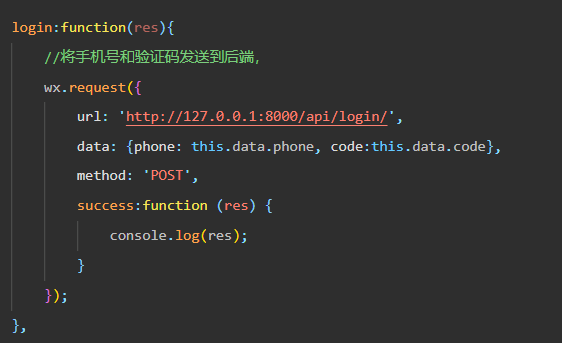 login:function(res){
//将手机号和验证码发送到后端,
wx.request({
url: 'http://127.0.0.1:8000/api/login/',
data: {phone: this.data.phone, code:this.data.code},
method: 'POST',
success:function (res) {
console.log(res);
}
});
},